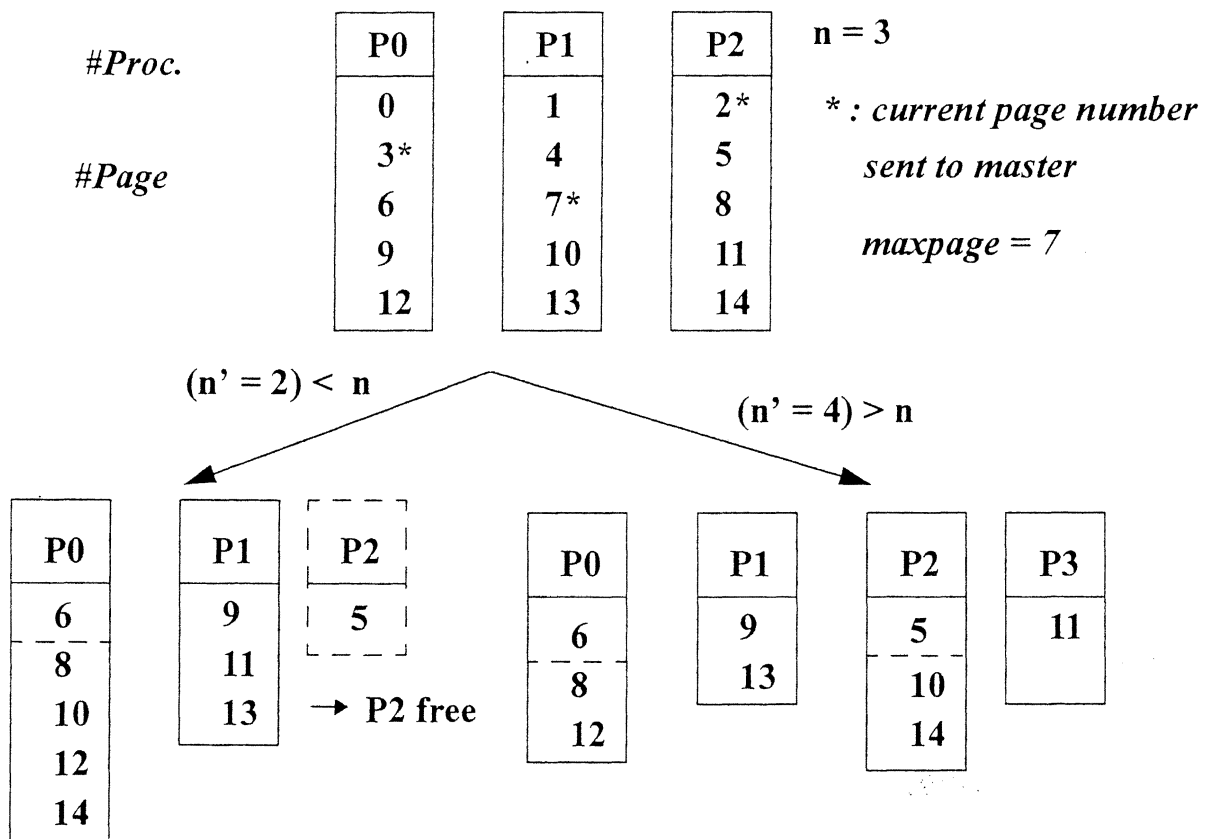 #Proc. P0 P1 P2 n = 3
0 1 2* * : current page number
3* 4 5 sent to master
#Page
6 7* 8
9 10 11 maxpage = 7
12 13 14
(n’ = 2) < n
(n’ = 4) > n
P0 P1 P2
6 9 5
8 11
10 13 → P2 free
12
14
P0 P1 P2 P3
6 9 5 11
8 13 10
12 14